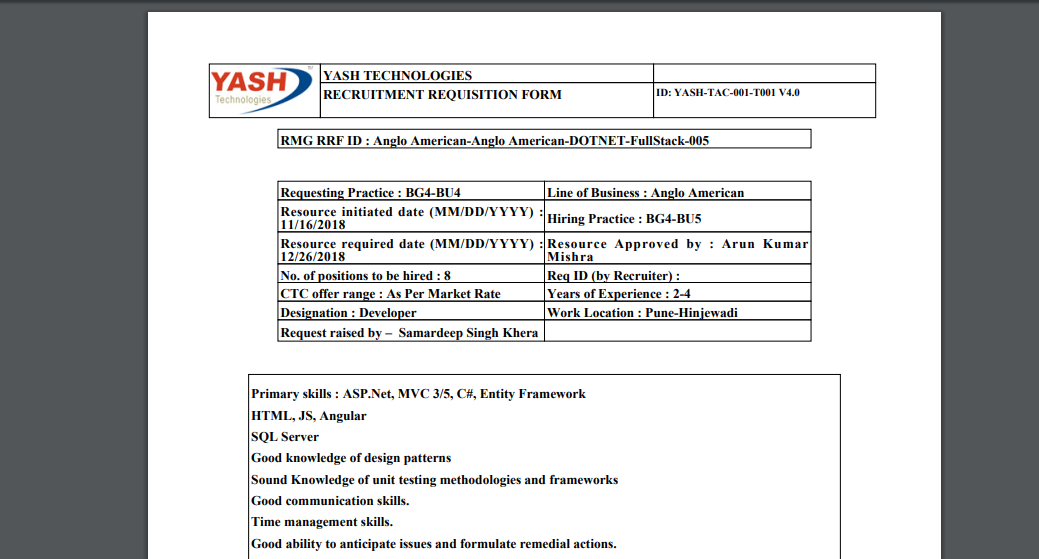 YASH
Technologies
YASH TECHNOLOGIES
RECRUITMENT REQUISITION FORM
ID: YASH-TAC-001-T001 V4.0
RMG RRF ID : Anglo American-Anglo American-DOTNET-FullStack-005
Requesting Practice : BG4-BU4
Line of Business : Anglo American
Resource initiated date (MM/DD/YYYY) :
11/16/2018
Hiring Practice : BG4-BU5
Resource required date (MM/DD/YYYY) :
12/26/2018
Resource Approved by : Arun Kumar
Mishra
No. of positions to be hired : 8
Req ID (by Recruiter) :
CTC offer range : As Per Market Rate
Years of Experience : 2-4
Designation : Developer
Work Location : Pune-Hinjewadi
Request raised by – Samardeep Singh Khera
Primary skills : ASP.Net, MVC 3/5, C#, Entity Framework
HTML, JS, Angular
SQL Server
Good knowledge of design patterns
Sound Knowledge of unit testing methodologies and frameworks
Good communication skills.
Time management skills.
Good ability to anticipate issues and formulate remedial actions.